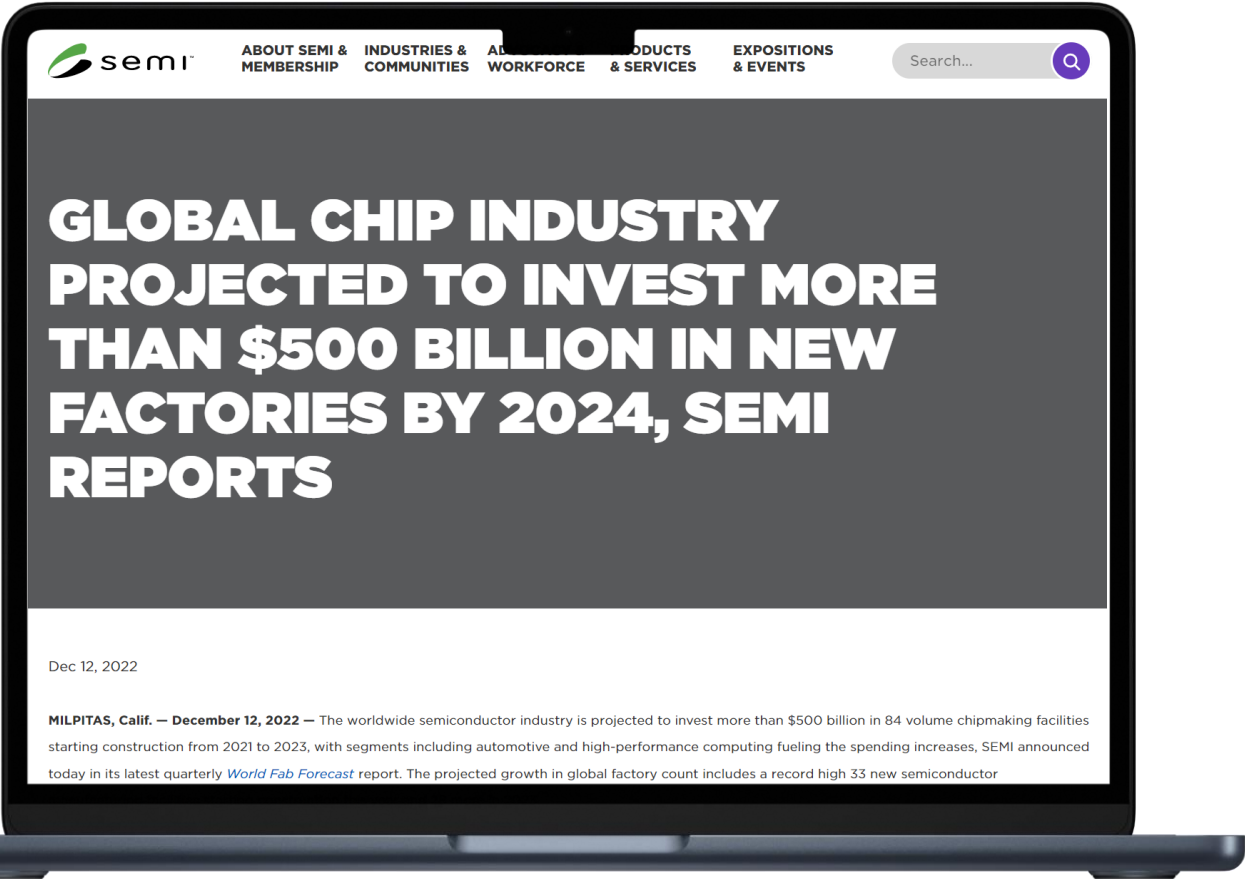 semi™
ABOUT SEMI &
MEMBERSHIP
INDUSTRIES &
COMMUNITIES
WORKFORCE
& SERVICES
EXPOSITIONS
& EVENTS
Search...
GLOBAL CHIP INDUSTRY
PROJECTED TO INVEST MORE
THAN $500 BILLION IN NEW
FACTORIES BY 2024, SEMI
REPORTS
Dec 12, 2022
MILPITAS, Calif. — December 12, 2022 — The worldwide semiconductor industry is projected to invest more than $500 billion in 84 volume chipmaking facilities
starting construction from 2021 to 2023, with segments including automotive and high-performance computing fueling the spending increases, SEMI announced
today in its latest quarterly World Fab Forecast report. The projected growth in global factory count includes a record high 33 new semiconductor